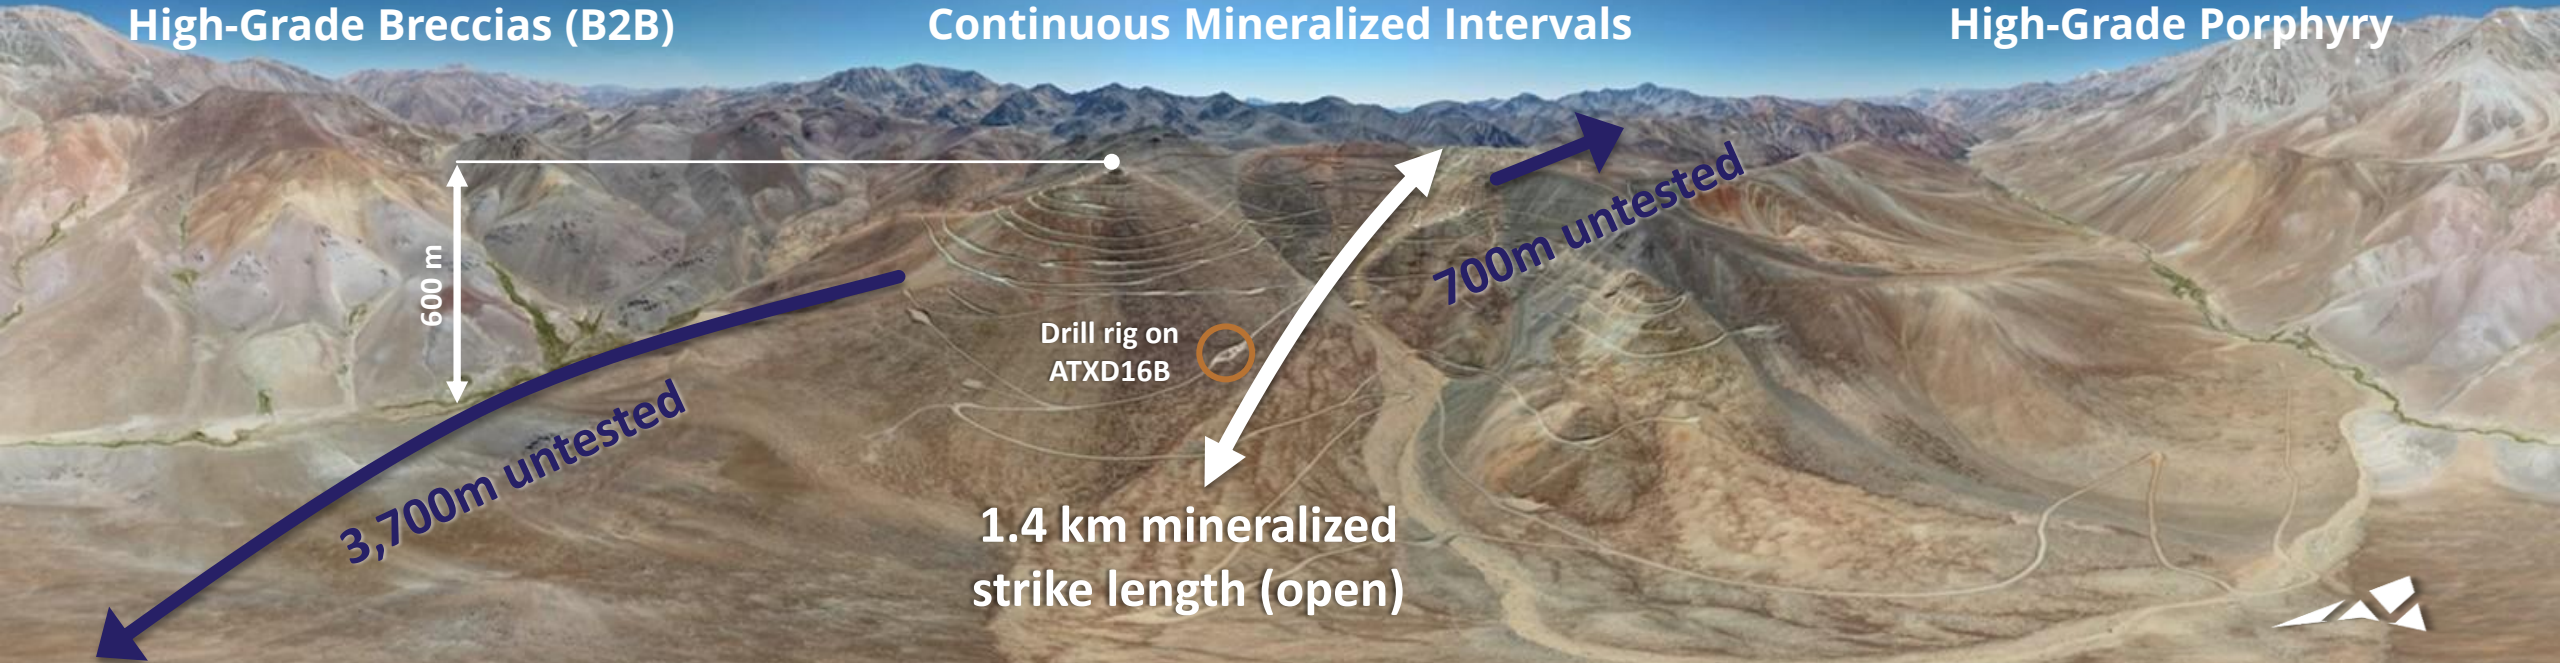 High-Grade Breccias (B2B)
Continuous Mineralized Intervals
High-Grade Porphyry
600 m
3,700m untested
Drill rig on
ATXD16B
700m untested
1.4 km mineralized
strike length (open)